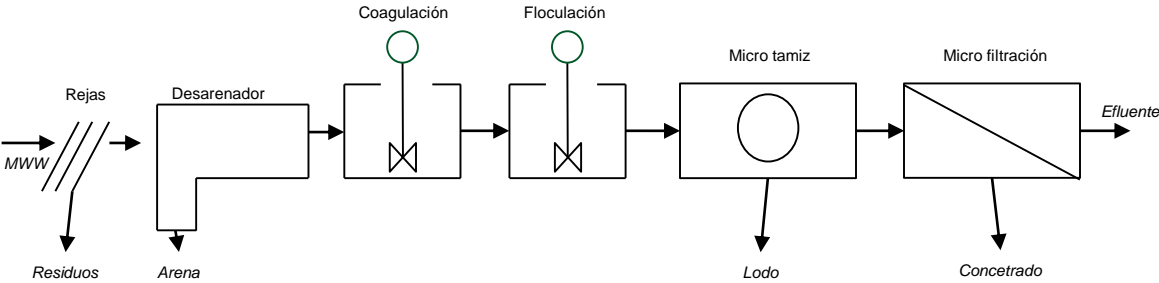 Coagulación
Floculación
Micro tamiz
Micro filtración
Rejas
Desarenador
Efluente
MWW
Residuos
Arena
Lodo
Concetrado